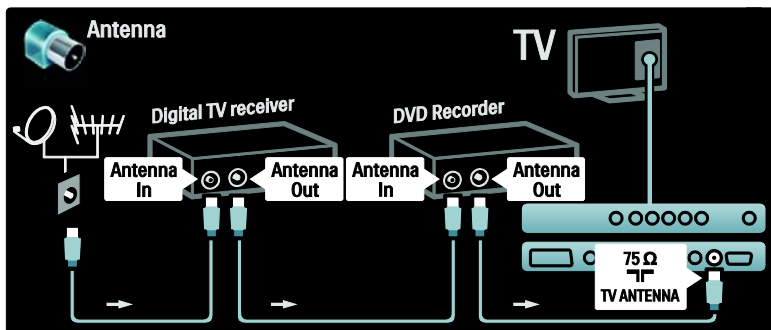 Antenna
TV
Digital TV receiver
DVD Recorder
Antenna
In
Antenna
Out
Antenna
In
Antenna
Out
75 Ω
TV ANTENNA